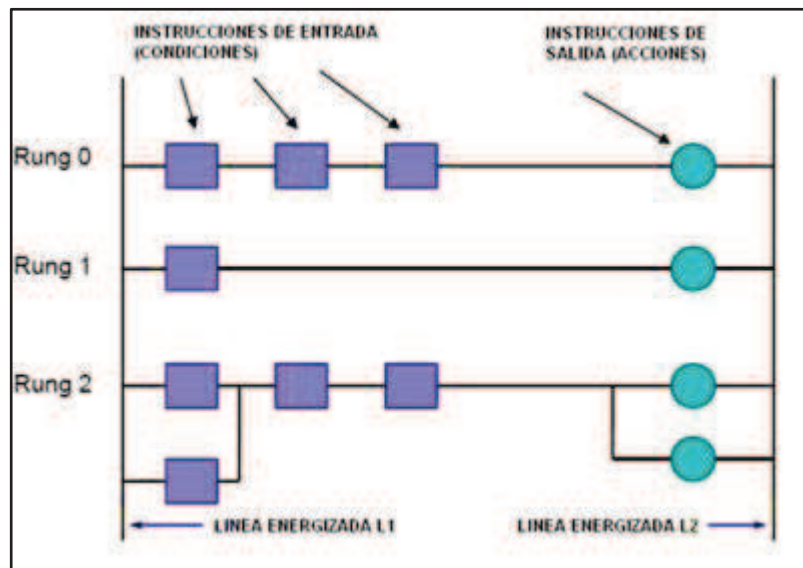 INSTRUCCIONES DE ENTRADA
(CONDICIONES)
INSTRUCCIONES DE
SALIDA (ACCIONES)
Rung 0
Rung 1
Rung 2
LINEA ENERGIZADA L1
LINEA ENERGIZADA L2